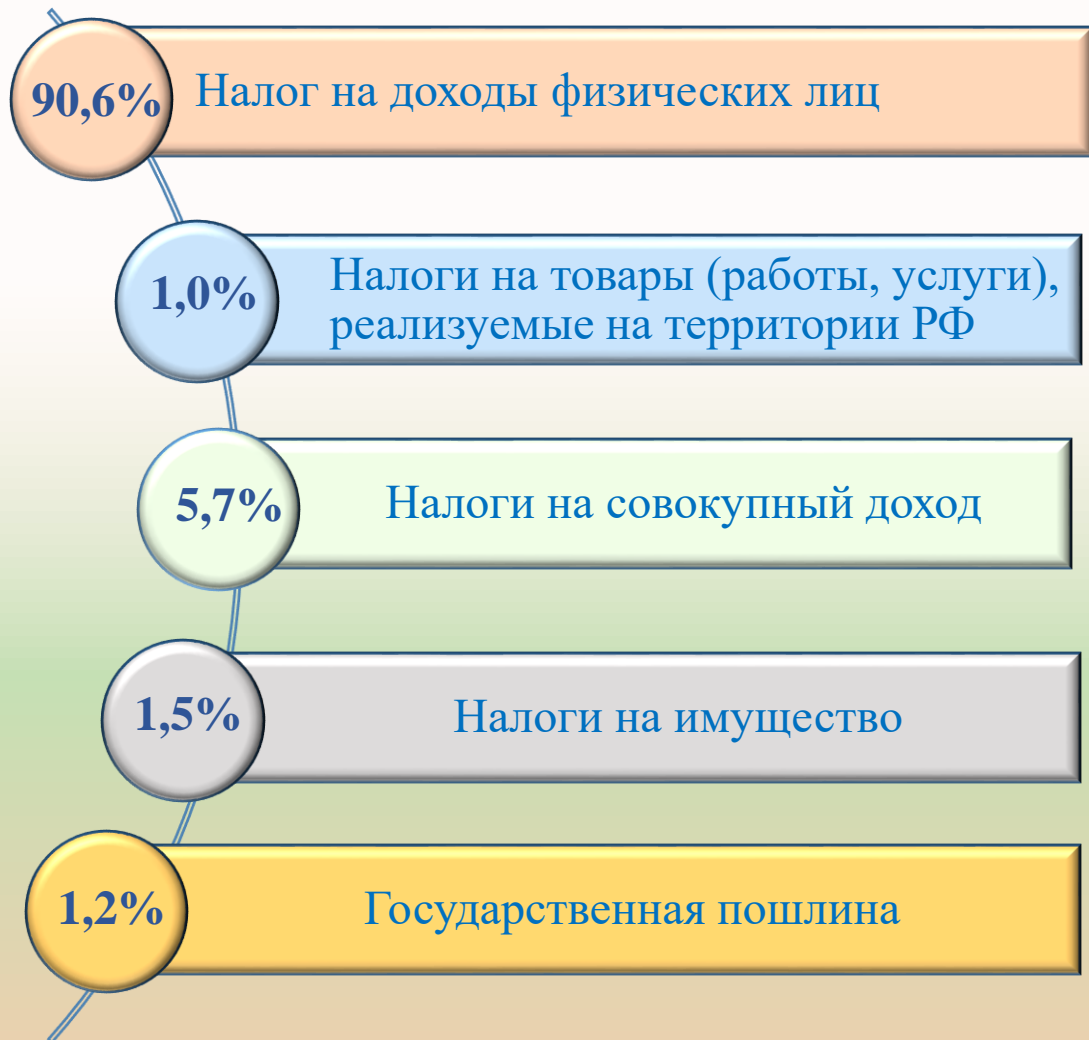 90,6% Налог на доходы физических лиц
1,0%
Налоги на товары (работы, услуги),
реализуемые на территории РФ
5,7% Налоги на совокупный доход
1,5% Налоги на имущество
1,2% Государственная пошлина